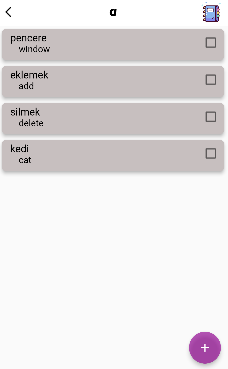 α
pencere
window
eklemek
add
silmek
delete
kedi
cat
+